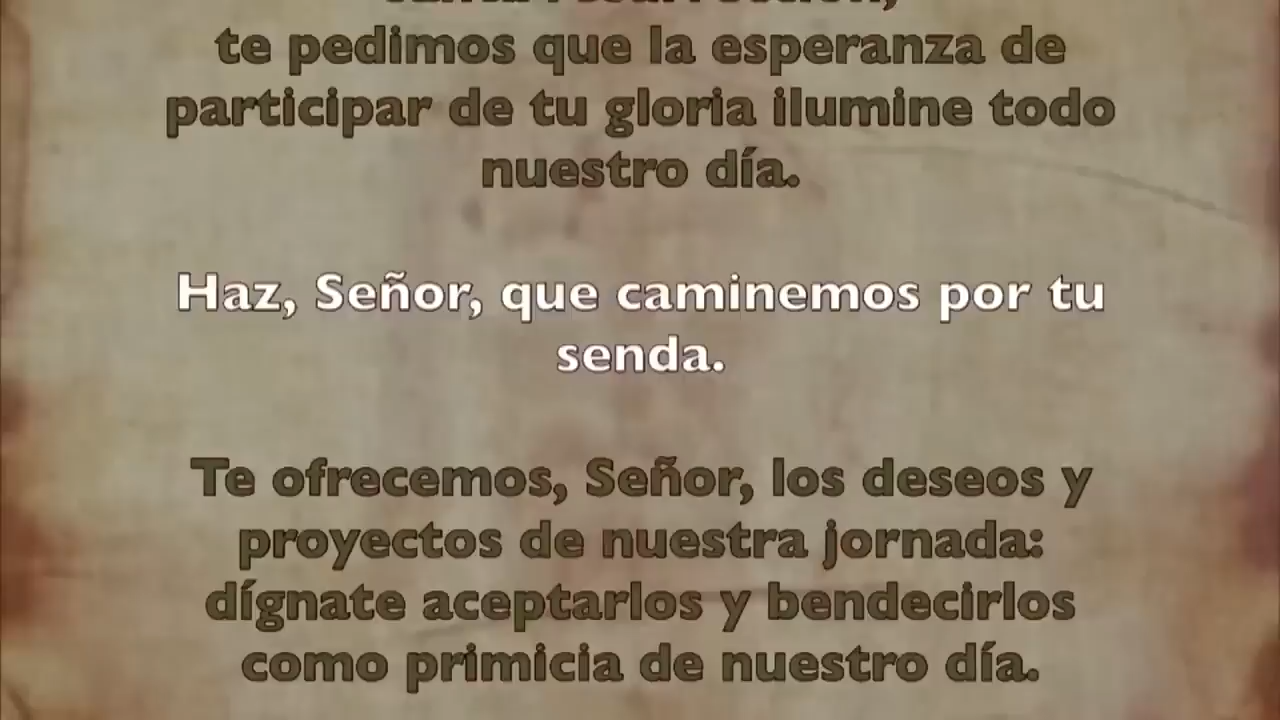 te pedimos que la esperanza de
participar de tu gloria ilumine todo
nuestro día.
Haz, Señor, que caminemos por tu
senda.
Te ofrecemos, Señor, los deseos y
proyectos de nuestra jornada:
dígnate aceptarlos y bendecirlos
como primicia de nuestro día.